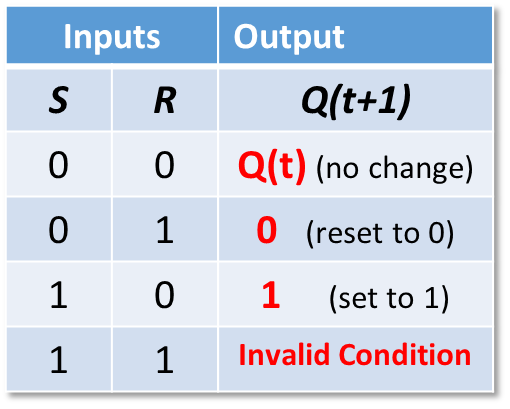 Inputs Output
S R Q(t+1)
0 0 Q(t) (no change)
0 1 0 (reset to 0)
1 0 1 (set to 1)
1 1 Invalid Condition